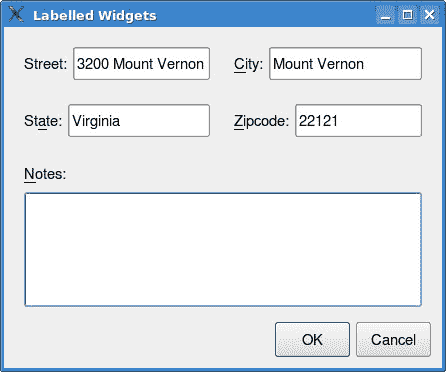 Labelled Widgets
Street: 3200 Mount Vernon City: Mount Vernon
State: Virginia Zipcode: 22121
Notes:
OK Cancel